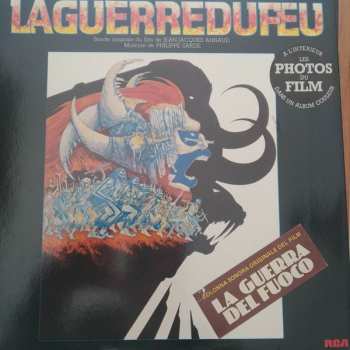 LAGUERREDUFEU
Bande originale du film de JEAN-JACQUES ANNAUD
Musique de PHILIPPE SARDE
A L'INTERIEUR
LES
PHOTOS
DU
FILM
DANS UN ALBUM COULEUR
COLONNA SONORA ORIGINALE DEL FILM
LA GUERRA
DEL FUOCO
RCA